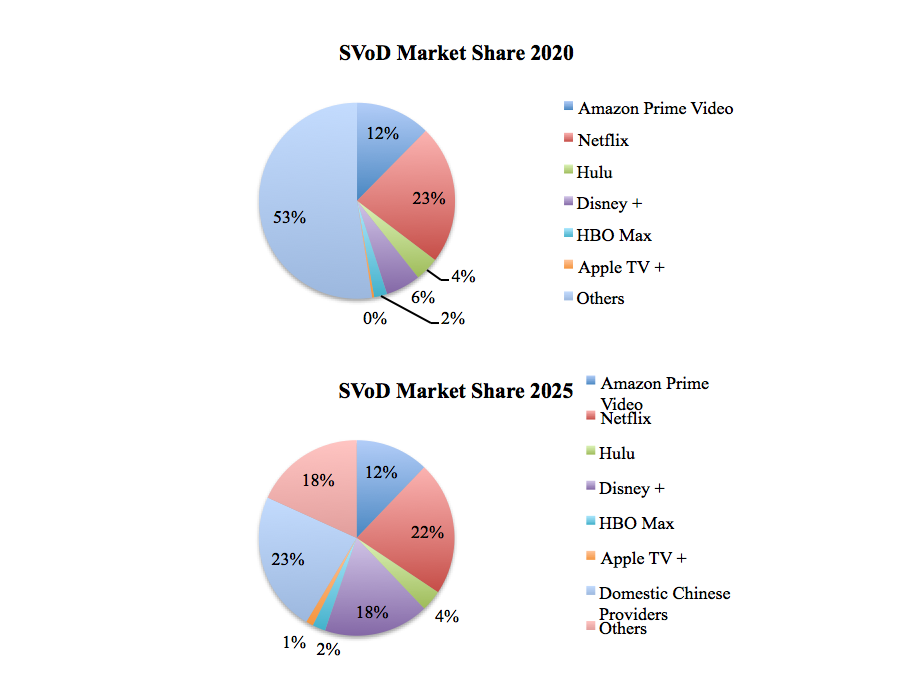 SVoD Market Share 2020
Amazon Prime Video
Netflix
Hulu
Disney +
HBO Max
Apple TV +
Others
12%
23%
53%
4%
6%
0%
2%
SVoD Market Share 2025
Amazon Prime
Video
Netflix
Hulu
Disney +
HBO Max
Apple TV +
Domestic Chinese
Providers
Others
12%
18%
22%
23%
18%
4%
1%
2%